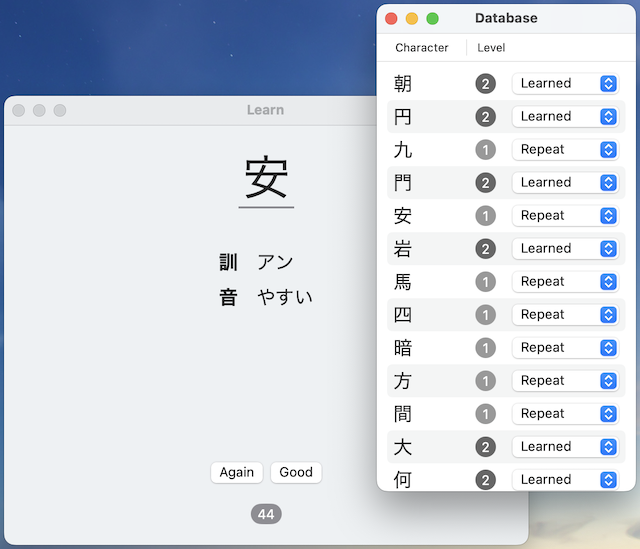 Database
Character Level
朝 2 Learned
円 2 Learned
九 1 Repeat
門 2 Learned
安 1 Repeat
岩 2 Learned
馬 1 Repeat
四 1 Repeat
暗 1 Repeat
方 1 Repeat
間 1 Repeat
大 2 Learned
何 2 Learned
Learn
安
訓 アン
音 やすい
Again Good
44